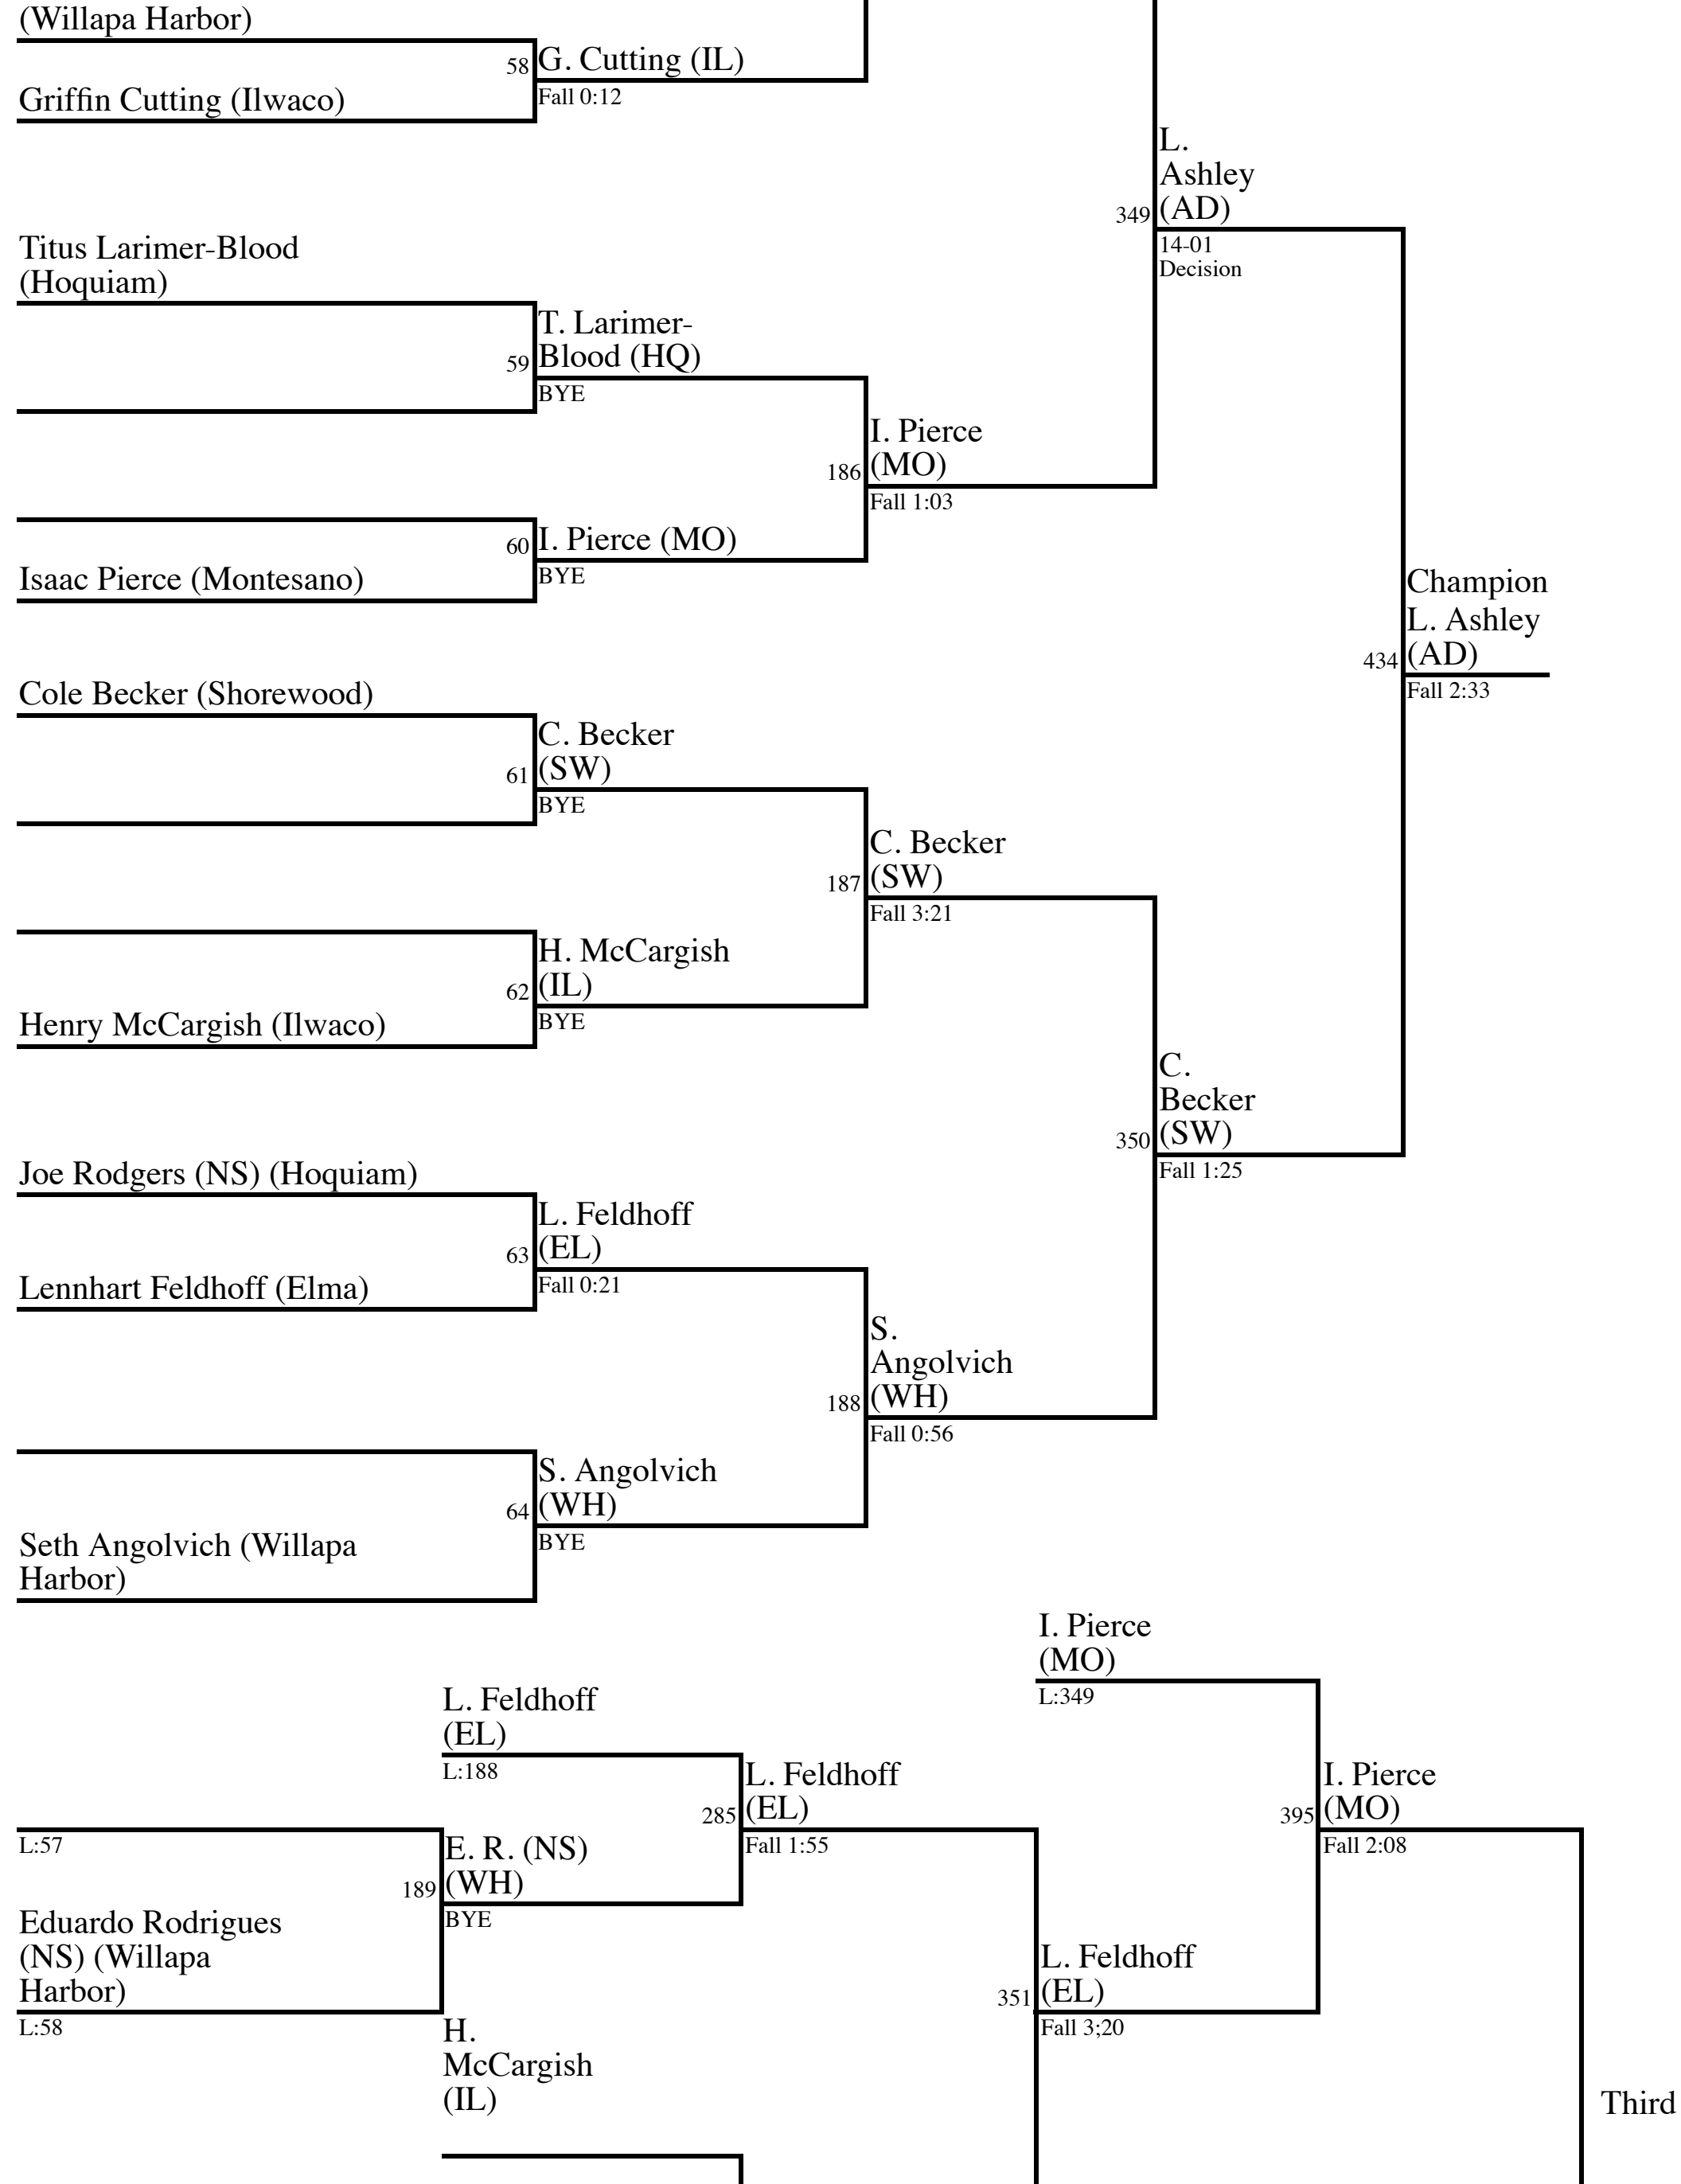 (Willapa Harbor)
58
G. Cutting (IL)
Fall 0:12
Griffin Cutting (Ilwaco)
L.
Ashley
(AD)
349
14-01
Decision
Titus Larimer-Blood
(Hoquiam)
59
T. Larimer-
Blood (HQ)
BYE
186
I. Pierce
(MO)
Fall 1:03
60
I. Pierce (MO)
BYE
Isaac Pierce (Montesano)
Champion
L. Ashley
(AD)
434
Fall 2:33
Cole Becker (Shorewood)
61
C. Becker
(SW)
BYE
187
C. Becker
(SW)
Fall 3:21
62
H. McCargish
(IL)
BYE
Henry McCargish (Ilwaco)
350
C.
Becker
(SW)
Fall 1:25
Joe Rodgers (NS) (Hoquiam)
63
L. Feldhoff
(EL)
Fall 0:21
Lennhart Feldhoff (Elma)
188
S.
Angolvich
(WH)
Fall 0:56
64
S. Angolvich
(WH)
BYE
Seth Angolvich (Willapa
Harbor)
I. Pierce
(MO)
L:349
L. Feldhoff
(EL)
L:188
285
L. Feldhoff
(EL)
Fall 1:55
395
I. Pierce
(MO)
Fall 2:08
L:57
189
E. R. (NS)
(WH)
BYE
Eduardo Rodrigues
(NS) (Willapa
Harbor)
L:58
351
L. Feldhoff
(EL)
Fall 3;20
H.
McCargish
(IL)
Third